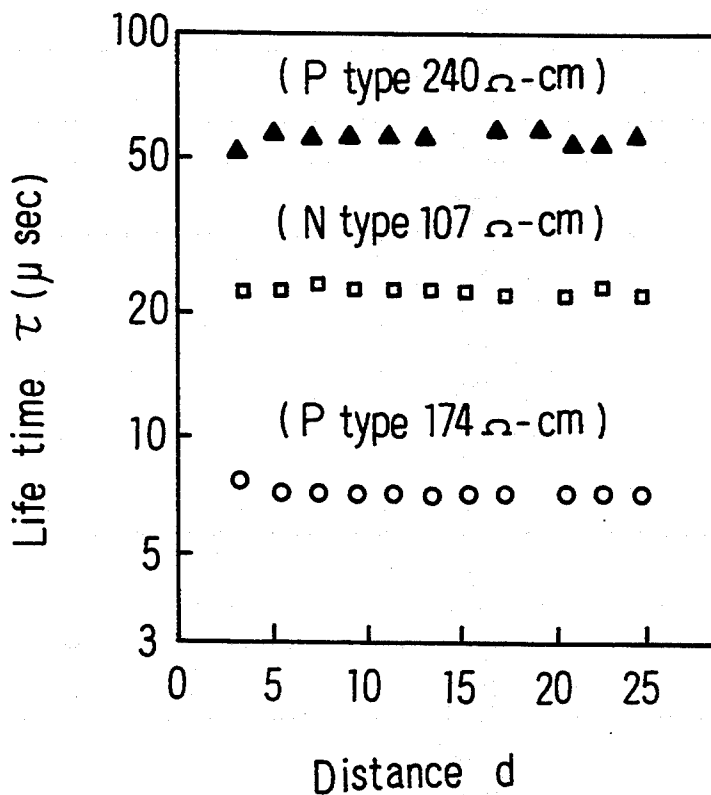 100
( P type 240Ω-cm )
50
( N type 107 Ω-cm )
20
( P type 174Ω-cm )
10
5
3
0 5 10 15 20 25
Life time τ (μ sec)
Distance d